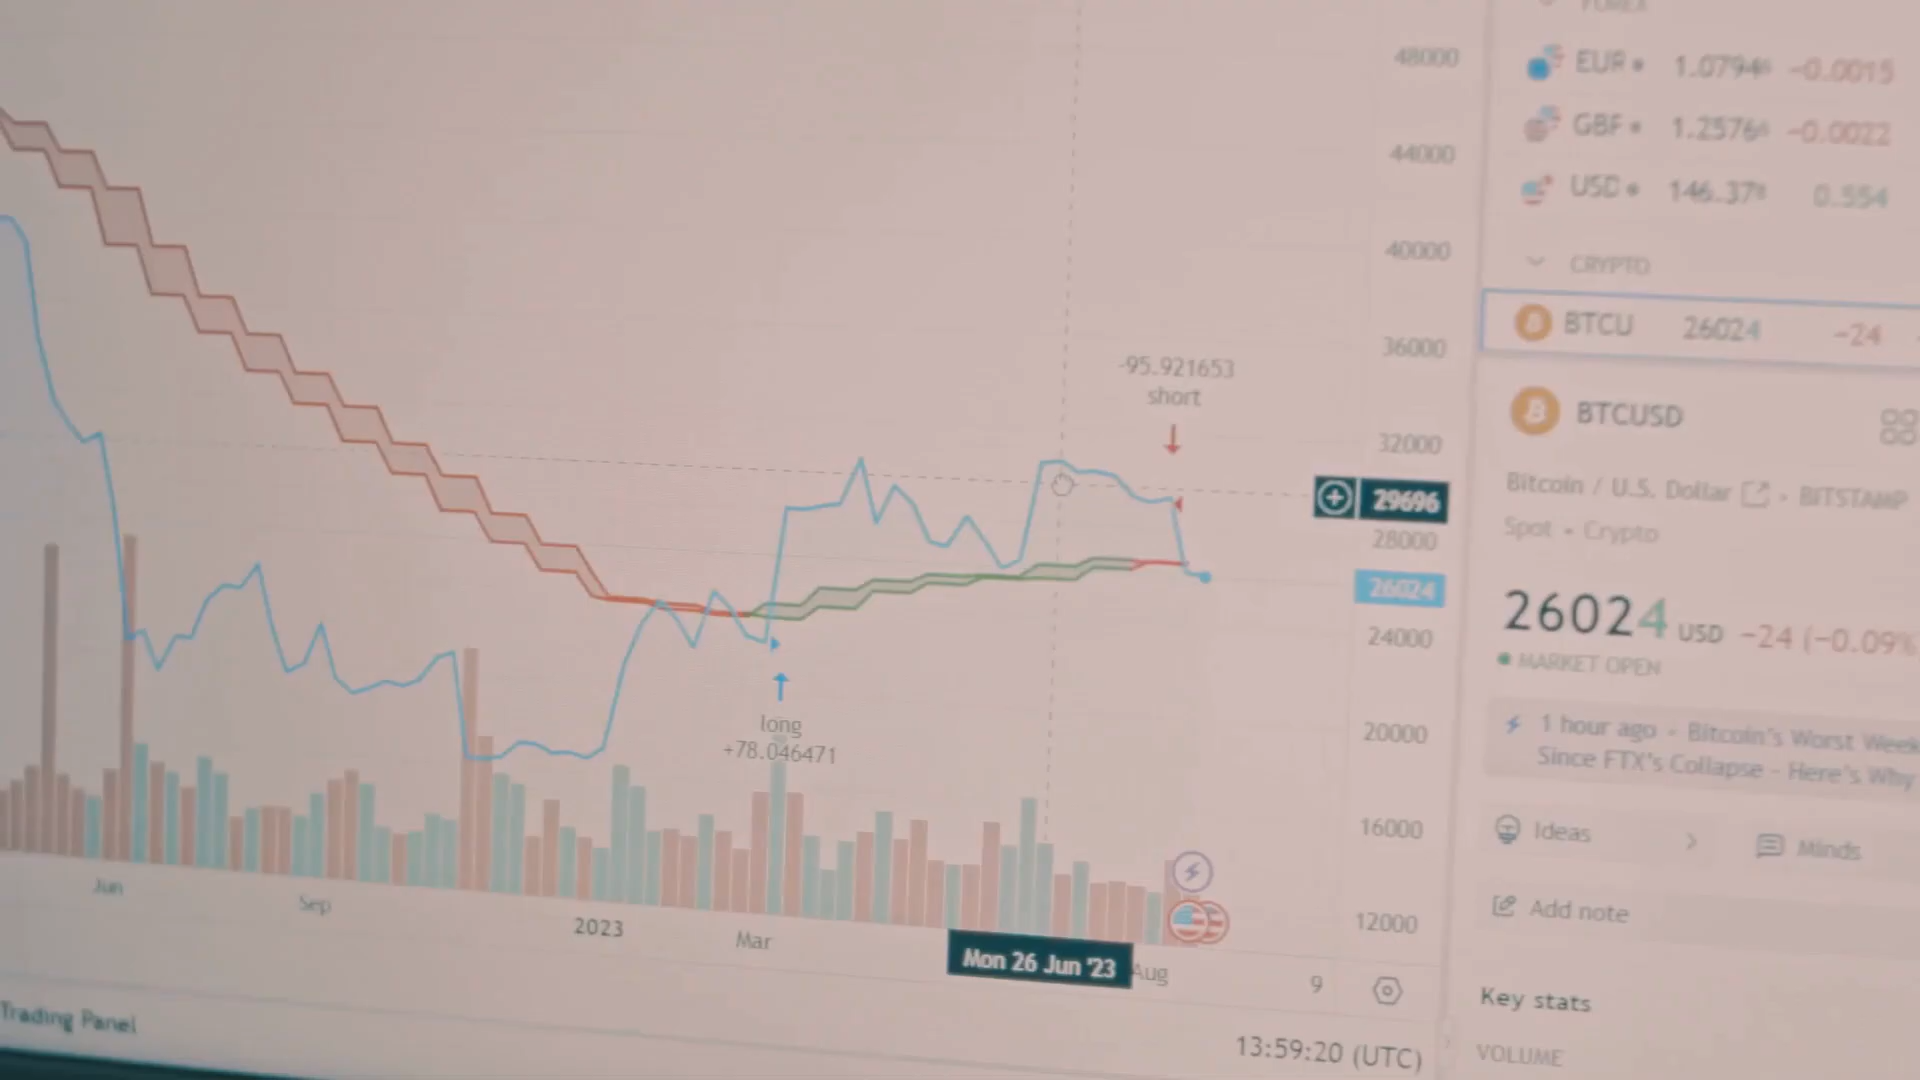 FOREX
EUR 1.0794⁶ −0.0015
GBP 1.2576⁰ −0.0022
USD 146.37⁸ 0.554
CRYPTO
BTCU 26024 −24
BTCUSD
Bitcoin / U.S. Dollar • BITSTAMP
Spot • Crypto
26024 USD −24 (−0.09%
MARKET OPEN
1 hour ago • Bitcoin's Worst Week
Since FTX's Collapse - Here's Why
Ideas
Minds
Add note
Key stats
VOLUME
48000
44000
40000
36000
32000
29696
28000
26024
24000
20000
16000
12000
-95.921653
short
long
+78.046471
Jun
Sep
2023
Mar
Mon 26 Jun '23
Aug
9
13:59:20 (UTC)
Trading Panel